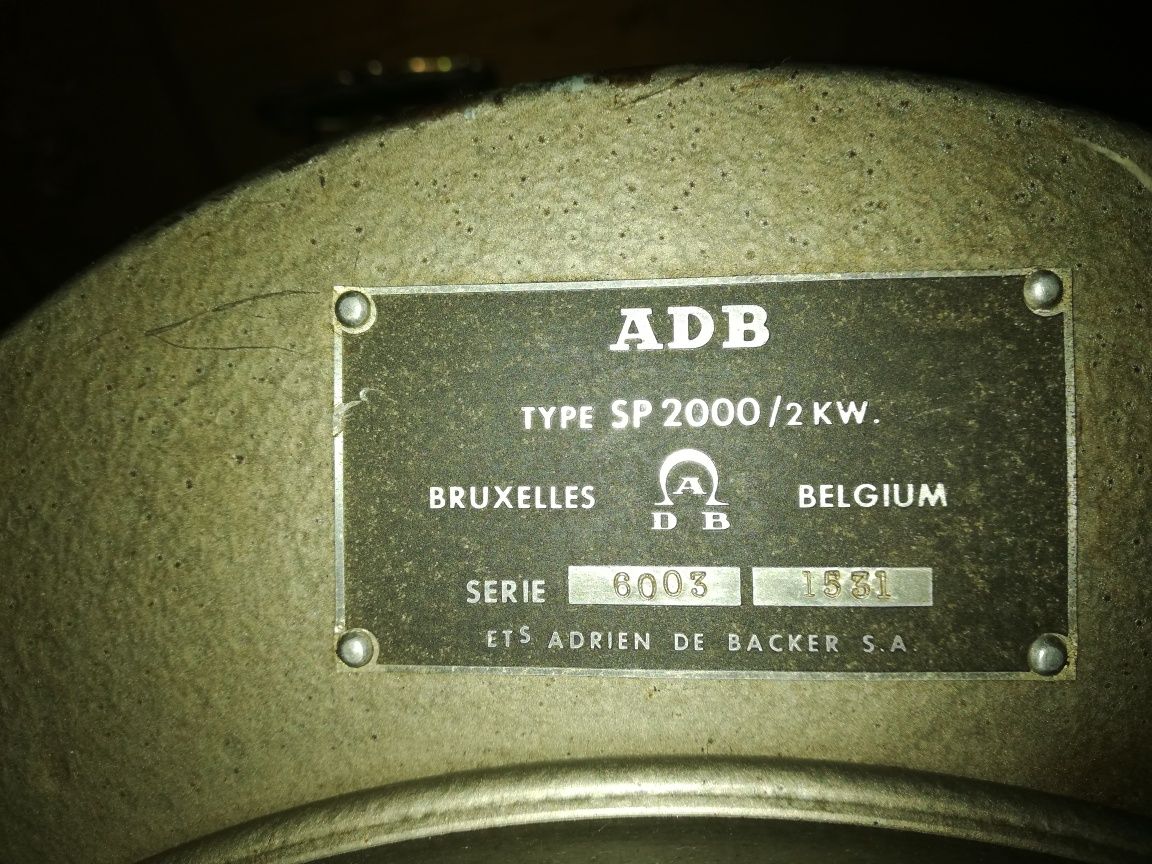 ADB
TYPE SP 2000/2 KW.
BRUXELLES A BELGIUM
D B
SERIE 6003 1531
ETS ADRIEN DE BACKER S.A.